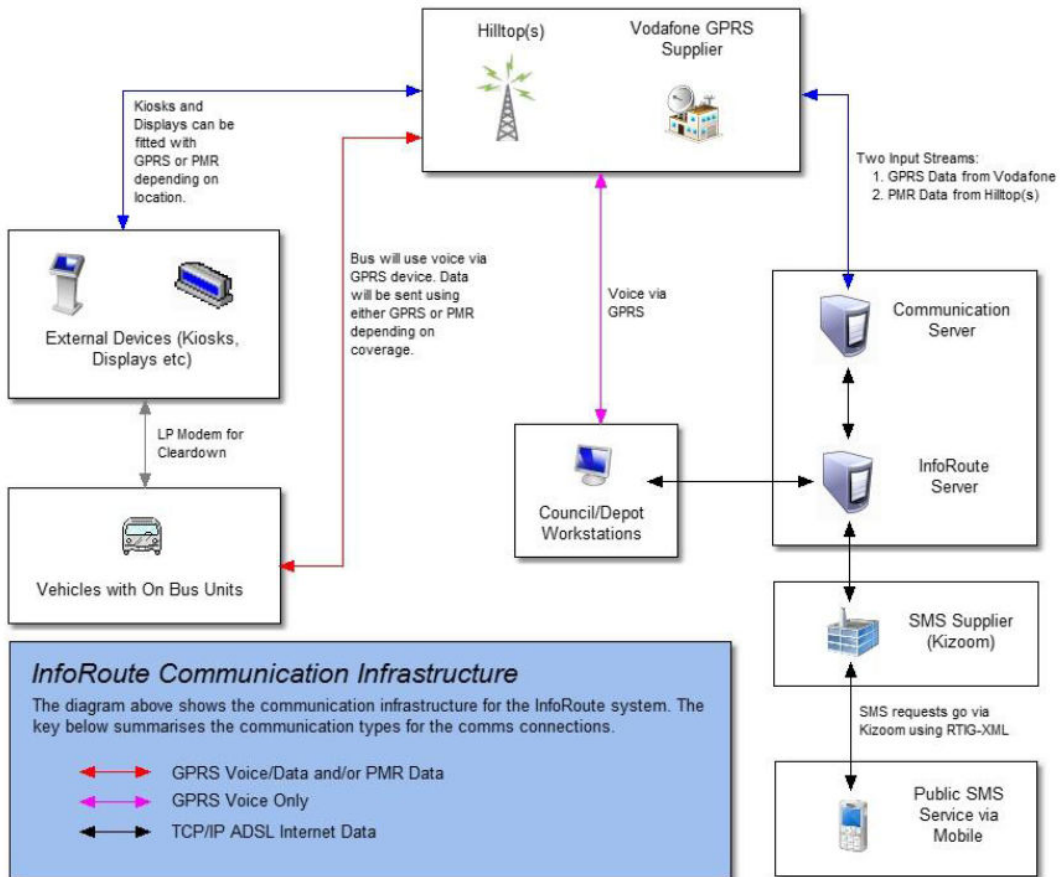 Hilltop(s)
Vodafone GPRS
Supplier
Kiosks and
Displays can be
fitted with
GPRS or PMR
depending on
location.
Two Input Streams:
1. GPRS Data from Vodafone
2. PMR Data from Hilltop(s)
External Devices (Kiosks,
Displays etc)
Bus will use voice via
GPRS device. Data
will be sent using
either GPRS or PMR
depending on
coverage.
Voice via
GPRS
Communication
Server
LP Modem for
Cleardown
InfoRoute
Server
Council/Depot
Workstations
Vehicles with On Bus Units
SMS Supplier
(Kizoom)
SMS requests go via
Kizoom using RTIG-XML
Public SMS
Service via
Mobile
InfoRoute Communication Infrastructure
The diagram above shows the communication infrastructure for the InfoRoute system. The
key below summarises the communication types for the comms connections.
GPRS Voice/Data and/or PMR Data
GPRS Voice Only
TCP/IP ADSL Internet Data